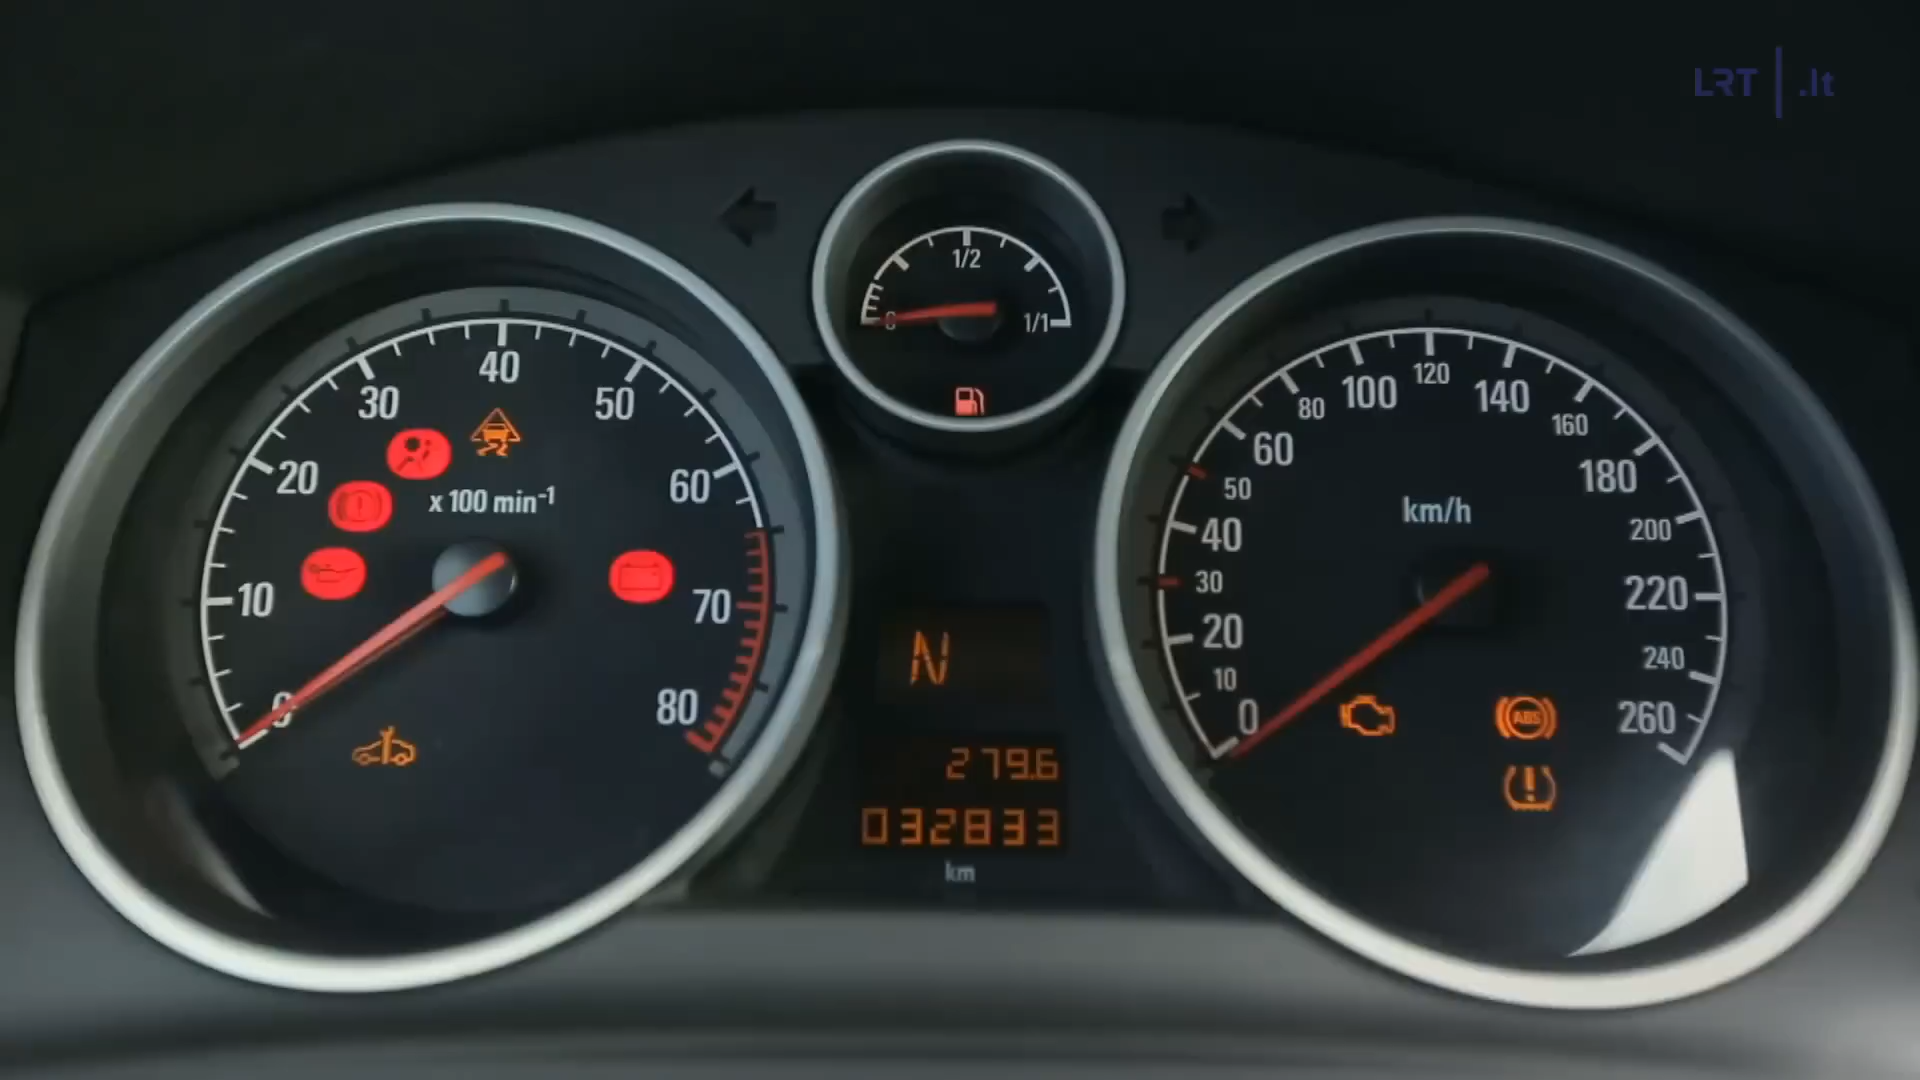 LRT .lt
1/2
0 1/1
0 10 20 30 40 50 60 70 80
x 100 min-1
0 10 20 30 40 50 60 80 100 120 140 160 180 200 220 240 260
km/h
ABS
N
279.6
032833
km